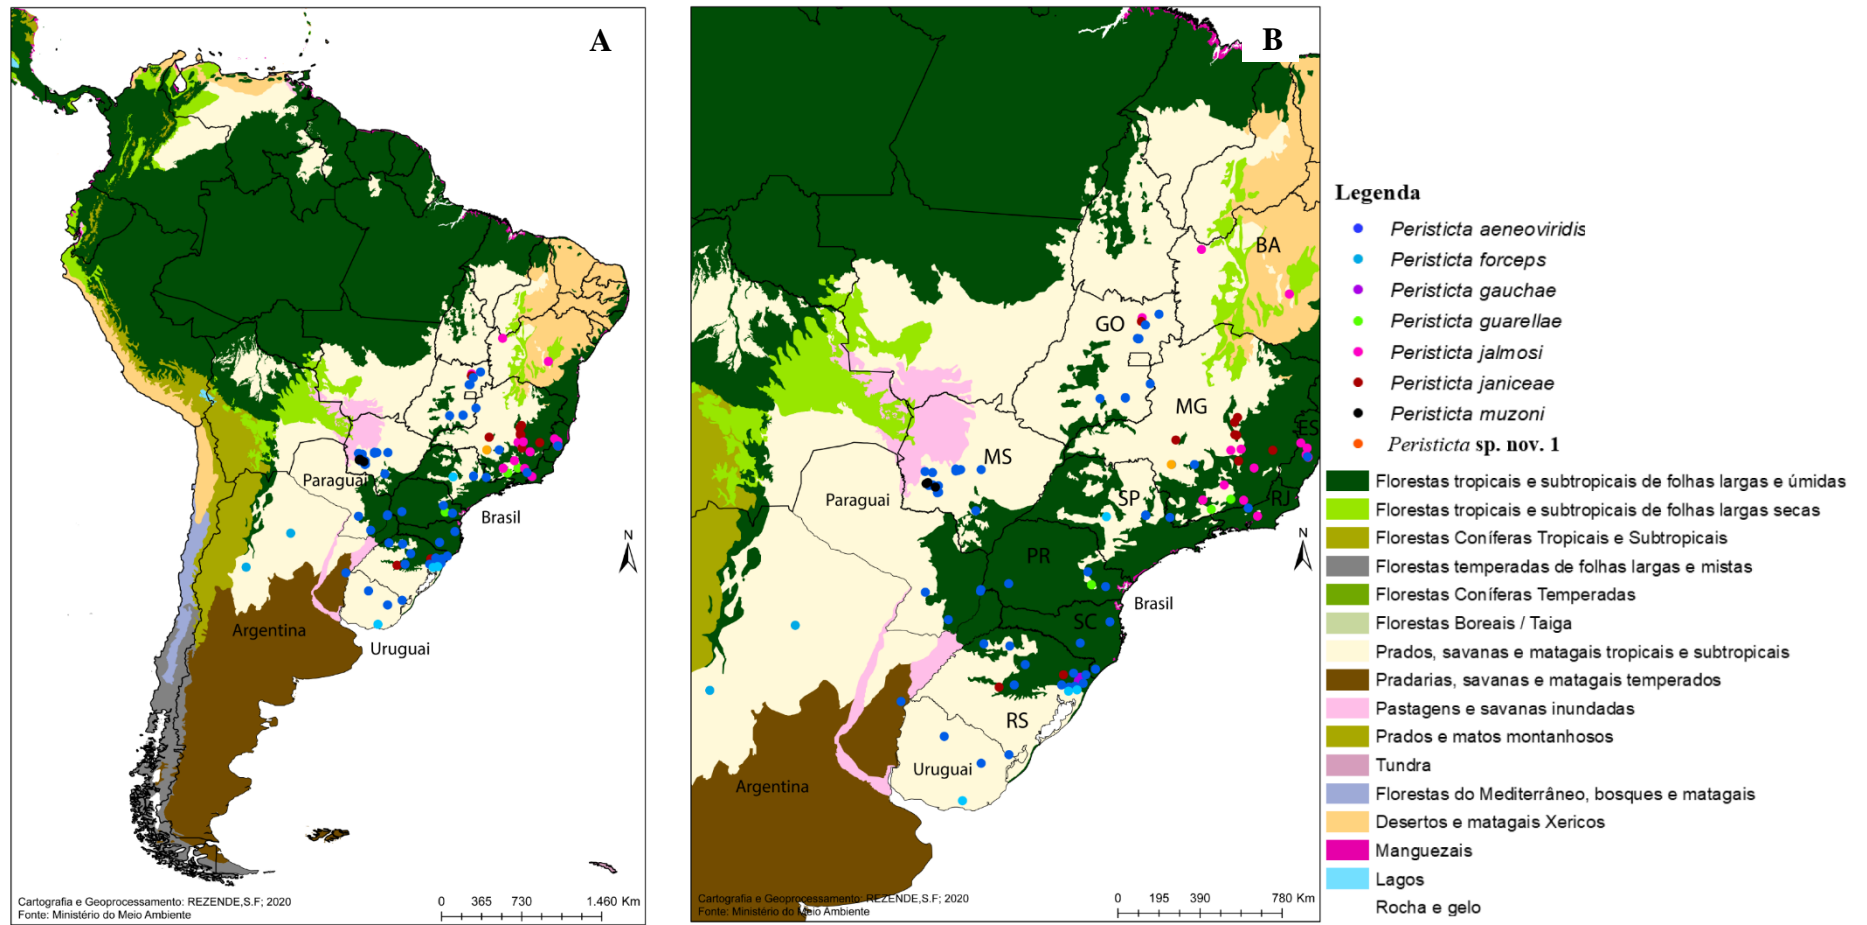 A
Paraguai
Brasil
Argentina
Uruguai
N
Cartografia e Geoprocessamento: REZENDE,S.F; 2020
Fonte: Ministério do Meio Ambiente
0 365 730 1.460 Km
B
BA
GO
MG
ES
MS
Paraguai
SP
RJ
PR
Brasil
SC
RS
Uruguai
Argentina
N
Cartografia e Geoprocessamento: REZENDE,S.F; 2020
Fonte: Ministério do Meio Ambiente
0 195 390 780 Km
Legenda
Peristicta aeneoviridis
Peristicta forceps
Peristicta gauchae
Peristicta guarellae
Peristicta jalmosi
Peristicta janiceae
Peristicta muzoni
Peristicta sp. nov. 1
Florestas tropicais e subtropicais de folhas largas e úmidas
Florestas tropicais e subtropicais de folhas largas secas
Florestas Coníferas Tropicais e Subtropicais
Florestas temperadas de folhas largas e mistas
Florestas Coníferas Temperadas
Florestas Boreais / Taiga
Prados, savanas e matagais tropicais e subtropicais
Pradarias, savanas e matagais temperados
Pastagens e savanas inundadas
Prados e matos montanhosos
Tundra
Florestas do Mediterrâneo, bosques e matagais
Desertos e matagais Xericos
Manguezais
Lagos
Rocha e gelo